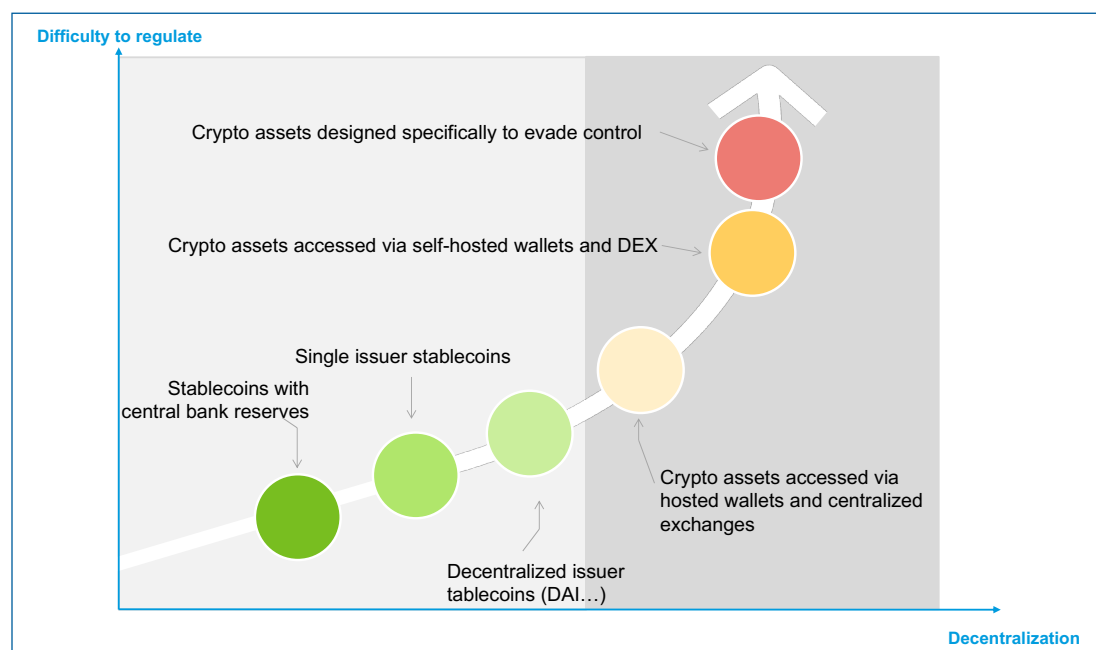 Difficulty to regulate
Crypto assets designed specifically to evade control
Crypto assets accessed via self-hosted wallets and DEX
Single issuer stablecoins
Stablecoins with
central bank reserves
Crypto assets accessed via
hosted wallets and centralized
exchanges
Decentralized issuer
tablecoins (DAI…)
Decentralization